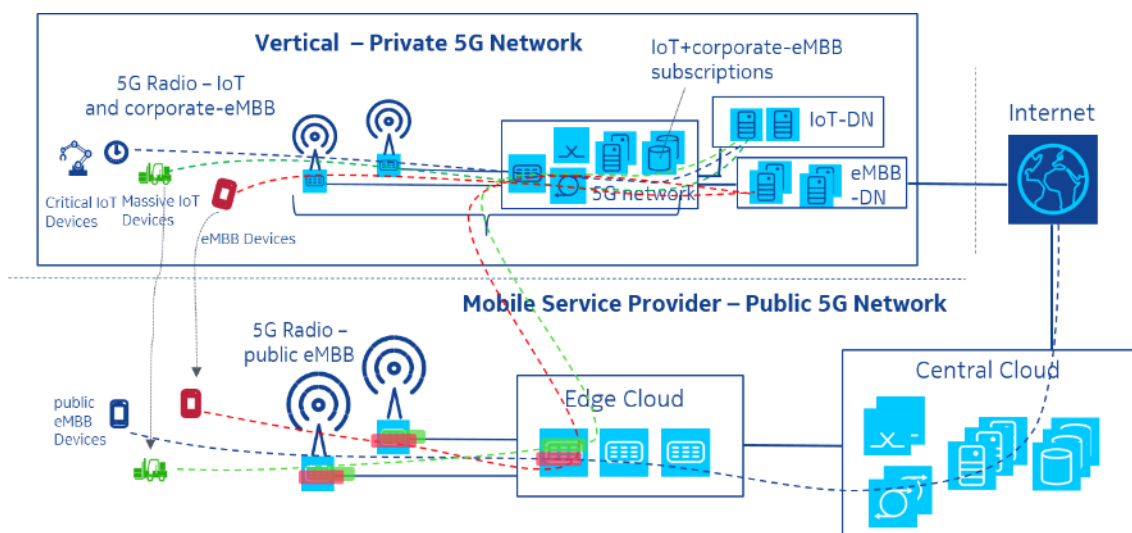 Vertical – Private 5G Network
IoT+corporate-eMBB
subscriptions
5G Radio – IoT
and corporate-eMBB
Internet
IoT-DN
eMBB
-DN
5G network
Critical IoT
Devices
Massive IoT
Devices
eMBB Devices
Mobile Service Provider – Public 5G Network
5G Radio –
public eMBB
Central Cloud
Edge Cloud
public
eMBB
Devices